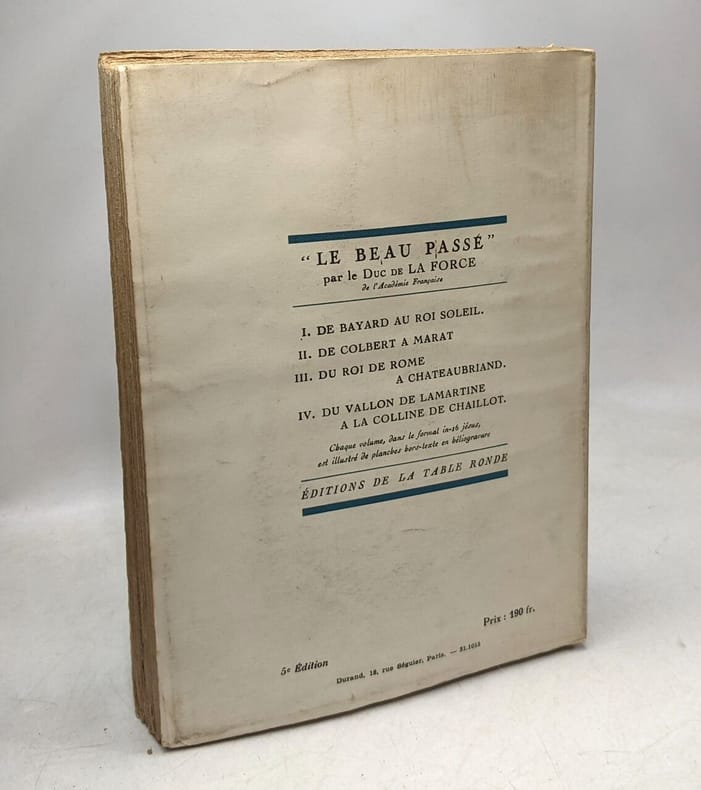 "LE BEAU PASSÉ"
par le DUC DE LA FORCE
de l'Académie Française
I. DE BAYARD AU ROI SOLEIL.
II. DE COLBERT A MARAT
III. DU ROI DE ROME
A CHATEAUBRIAND.
IV. DU VALLON DE LAMARTINE
A LA COLLINE DE CHAILLOT.
Chaque volume, dans le format in-16 jésus,
est illustré de planches hors-texte en héliogravure
ÉDITIONS DE LA TABLE RONDE
Prix : 190 fr.
5e Édition
Durand, 18, rue Séguier, Paris. — 31.1055